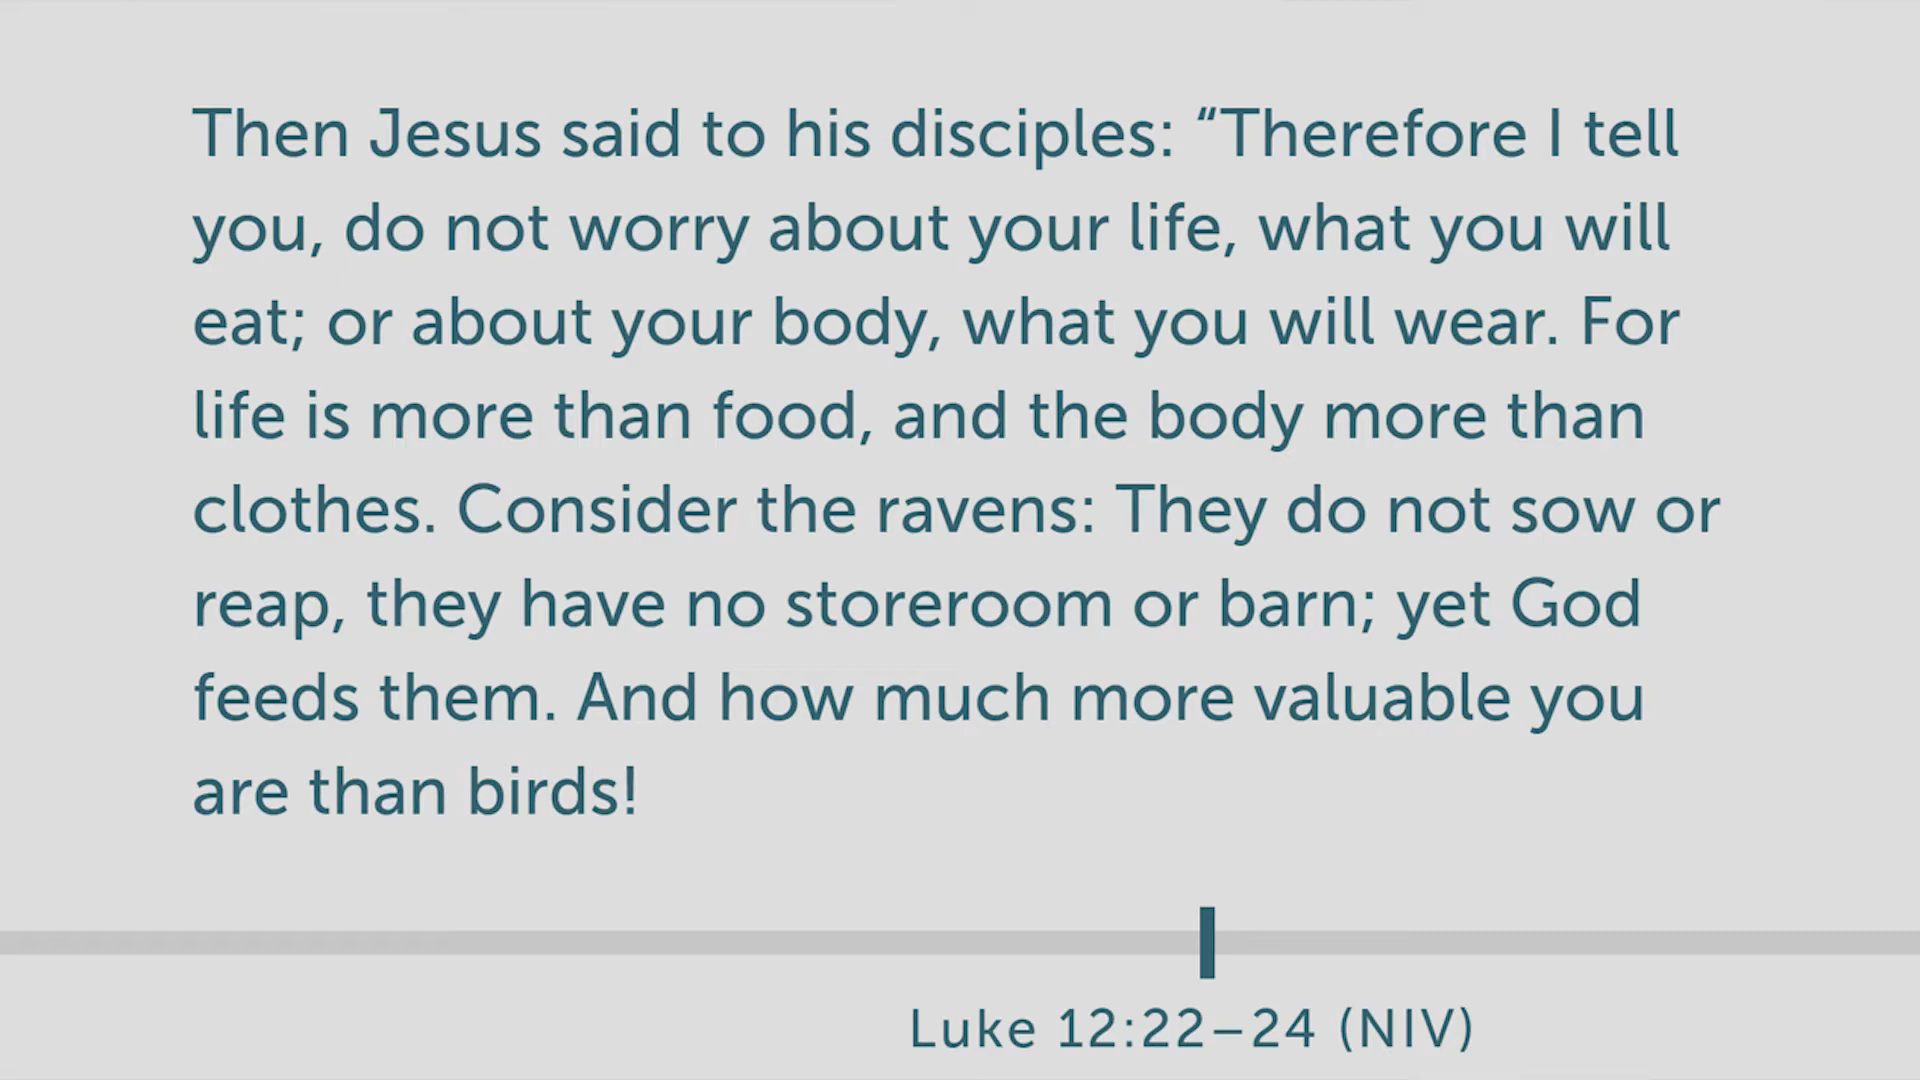 Then Jesus said to his disciples: “Therefore I tell
you, do not worry about your life, what you will
eat; or about your body, what you will wear. For
life is more than food, and the body more than
clothes. Consider the ravens: They do not sow or
reap, they have no storeroom or barn; yet God
feeds them. And how much more valuable you
are than birds!
Luke 12:22–24 (NIV)